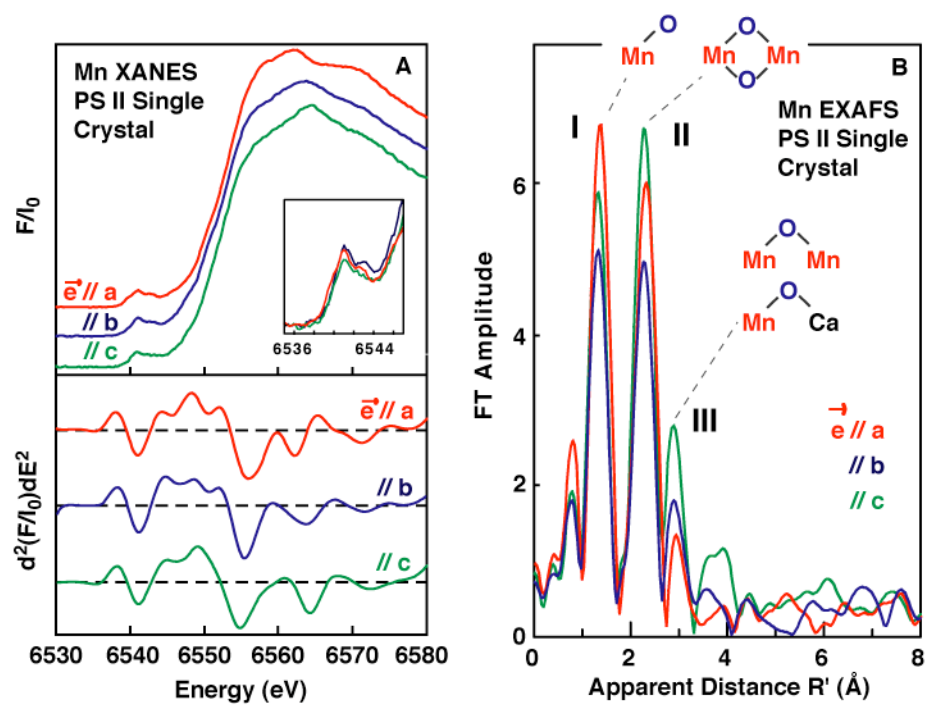 Mn XANES
PS II Single
Crystal
A
F/I0
e // a
// b
// c
6536 6544
d2(F/I0)dE2
e // a
// b
// c
6530 6540 6550 6560 6570 6580
Energy (eV)
Mn O
Mn O Mn
O
B
Mn EXAFS
PS II Single
Crystal
I
II
III
O
Mn Mn
O
Mn Ca
e // a
// b
// c
FT Amplitude
6
4
2
0
0 2 4 6 8
Apparent Distance R' (Å)